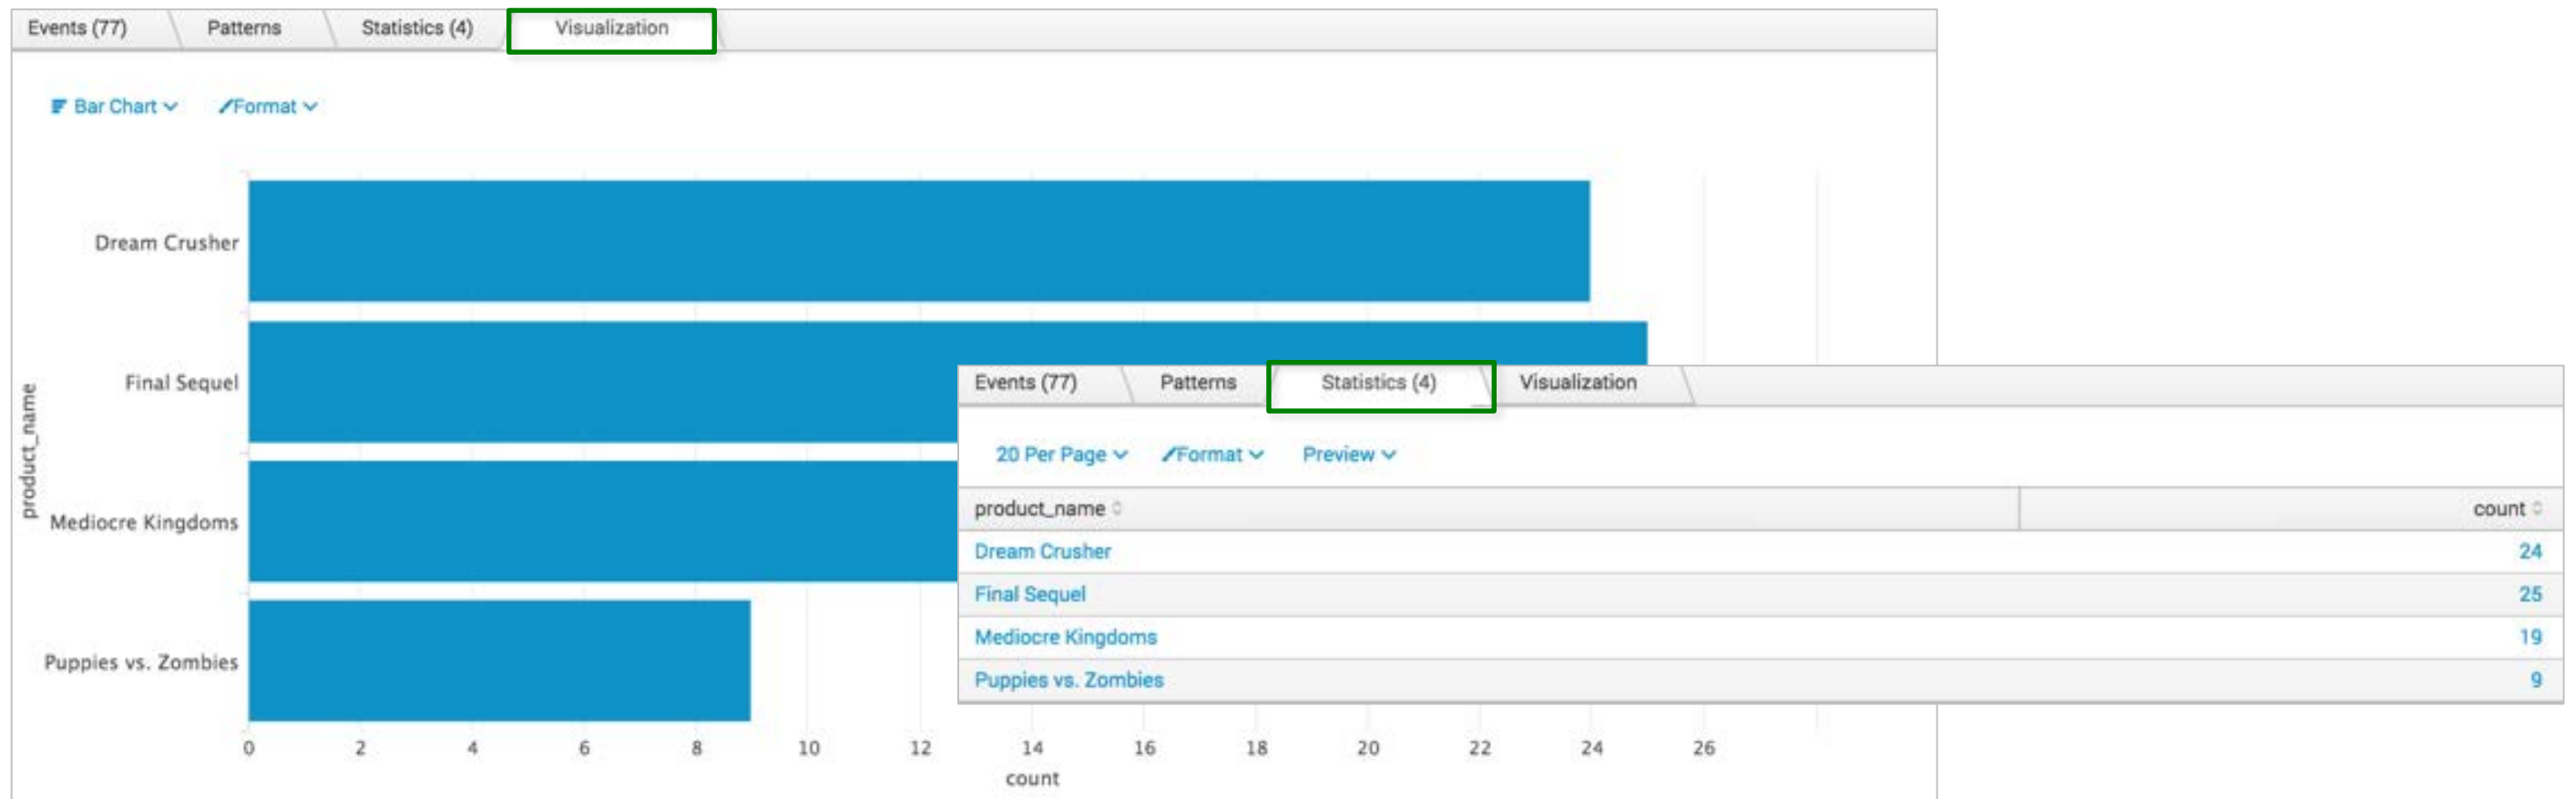 Events (77) Patterns Statistics (4) Visualization
Bar Chart Format
product_name
Dream Crusher
Final Sequel
Mediocre Kingdoms
Puppies vs. Zombies
0 2 4 6 8 10 12 14 16 18 20 22 24 26
count
Events (77) Patterns Statistics (4) Visualization
20 Per Page Format Preview
product_name count
Dream Crusher 24
Final Sequel 25
Mediocre Kingdoms 19
Puppies vs. Zombies 9